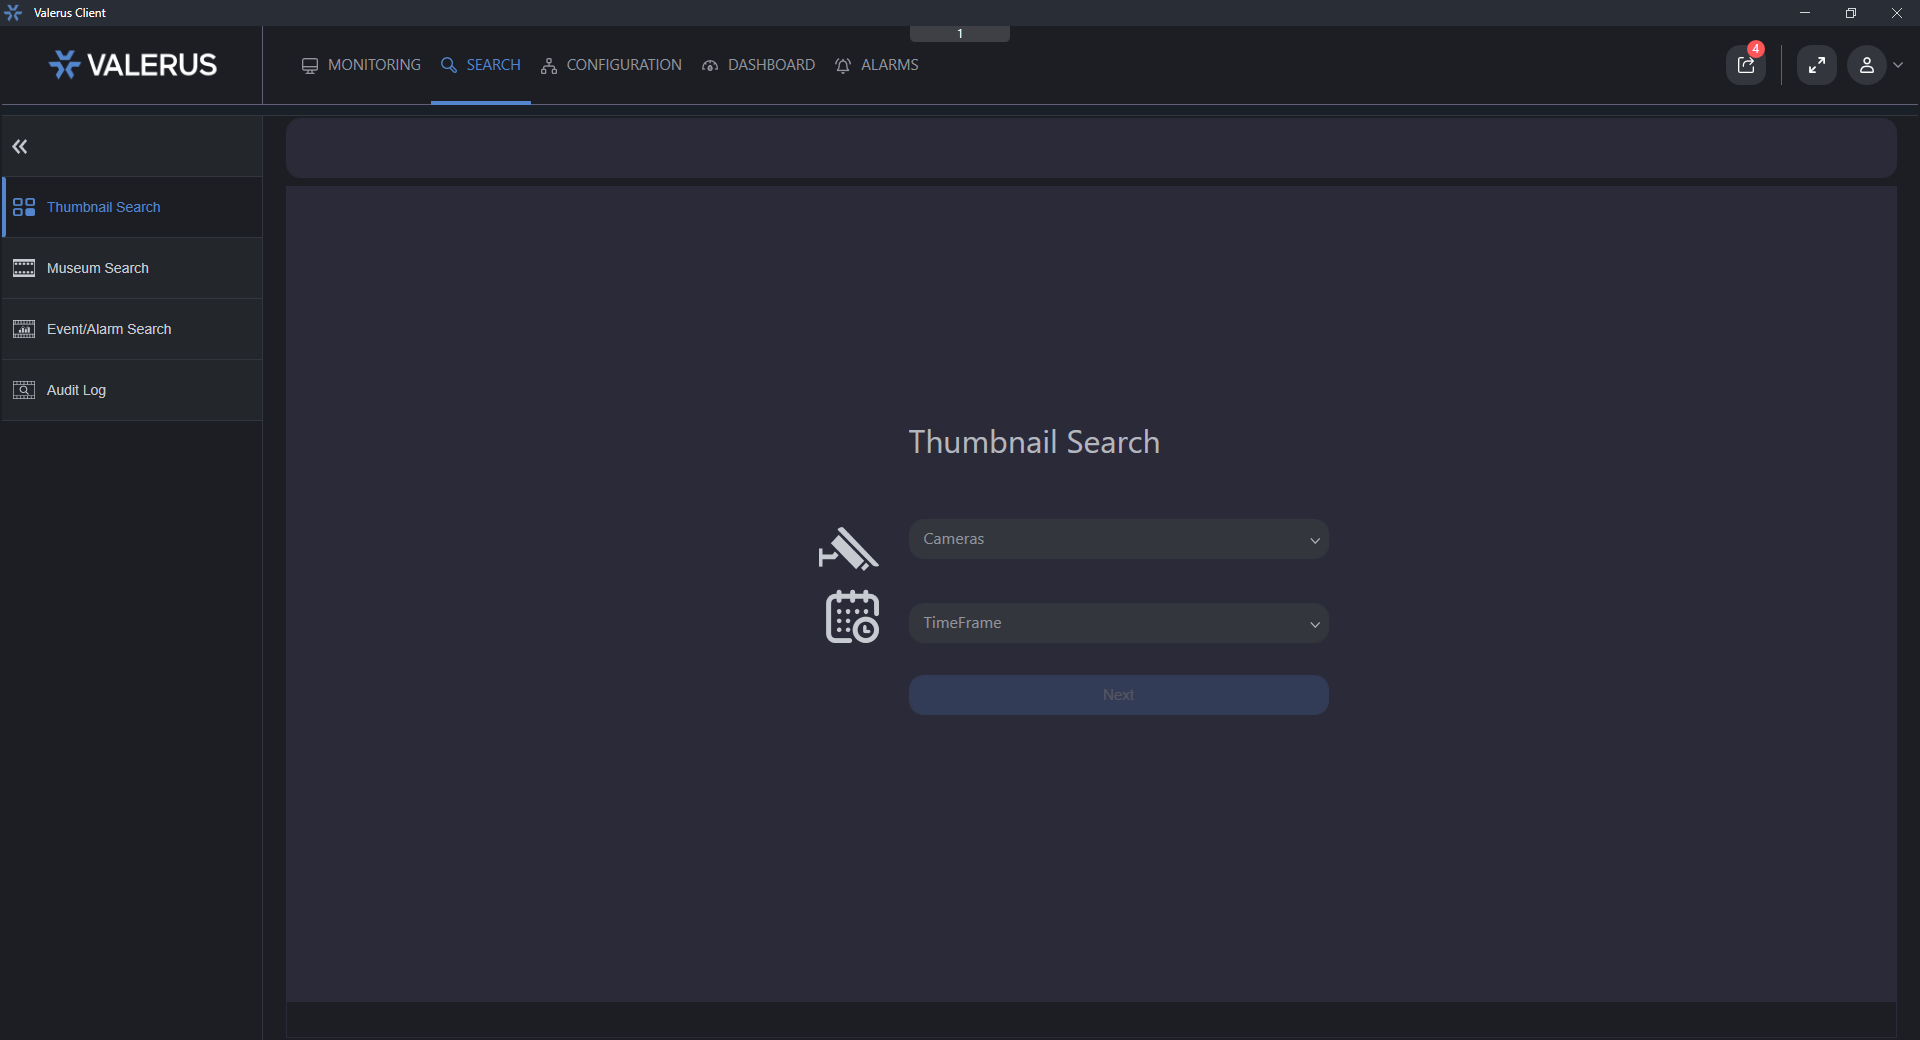 Valerus Client
1
VALERUS
MONITORING
SEARCH
CONFIGURATION
DASHBOARD
ALARMS
4
Thumbnail Search
Museum Search
Event/Alarm Search
Audit Log
Thumbnail Search
Cameras
TimeFrame
Next